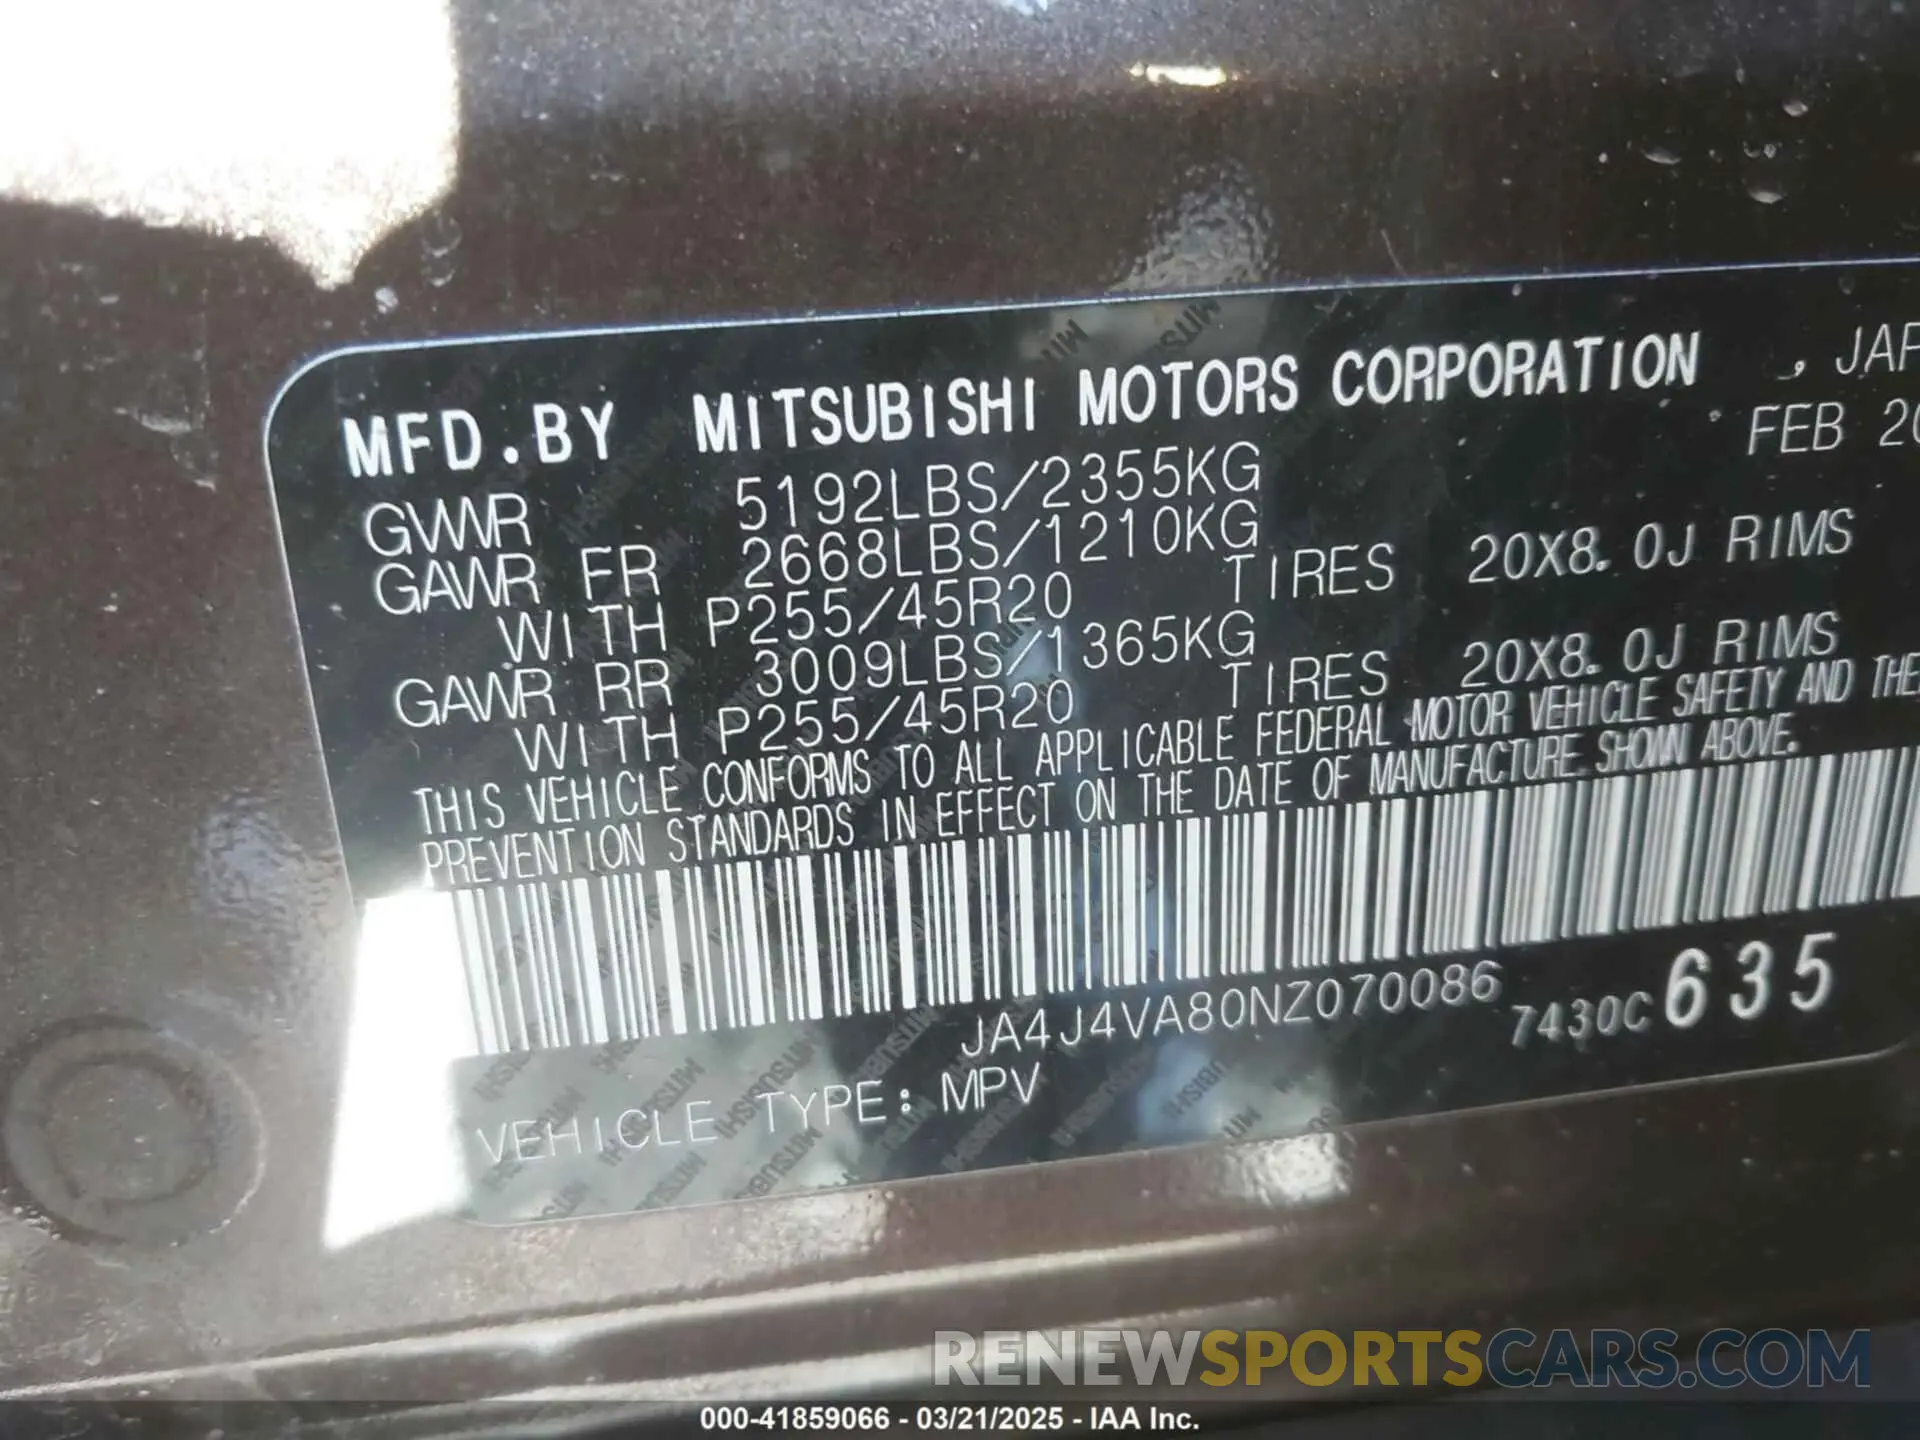 MFD.BY MITSUBISHI MOTORS CORPORATION , JAP
FEB 20
GVWR 5192LBS/2355KG
GAWR FR 2668LBS/1210KG
WITH P255/45R20 TIRES 20X8.0J RIMS
GAWR RR 3009LBS/1365KG
WITH P255/45R20 TIRES 20X8.0J RIMS
THIS VEHICLE CONFORMS TO ALL APPLICABLE FEDERAL MOTOR VEHICLE SAFETY AND THE
PREVENTION STANDARDS IN EFFECT ON THE DATE OF MANUFACTURE SHOWN ABOVE.
JA4J4VA80NZ070086 7430C 635
VEHICLE TYPE: MPV
RENEWSPORTSCARS.COM
000-41859066 - 03/21/2025 - IAA Inc.